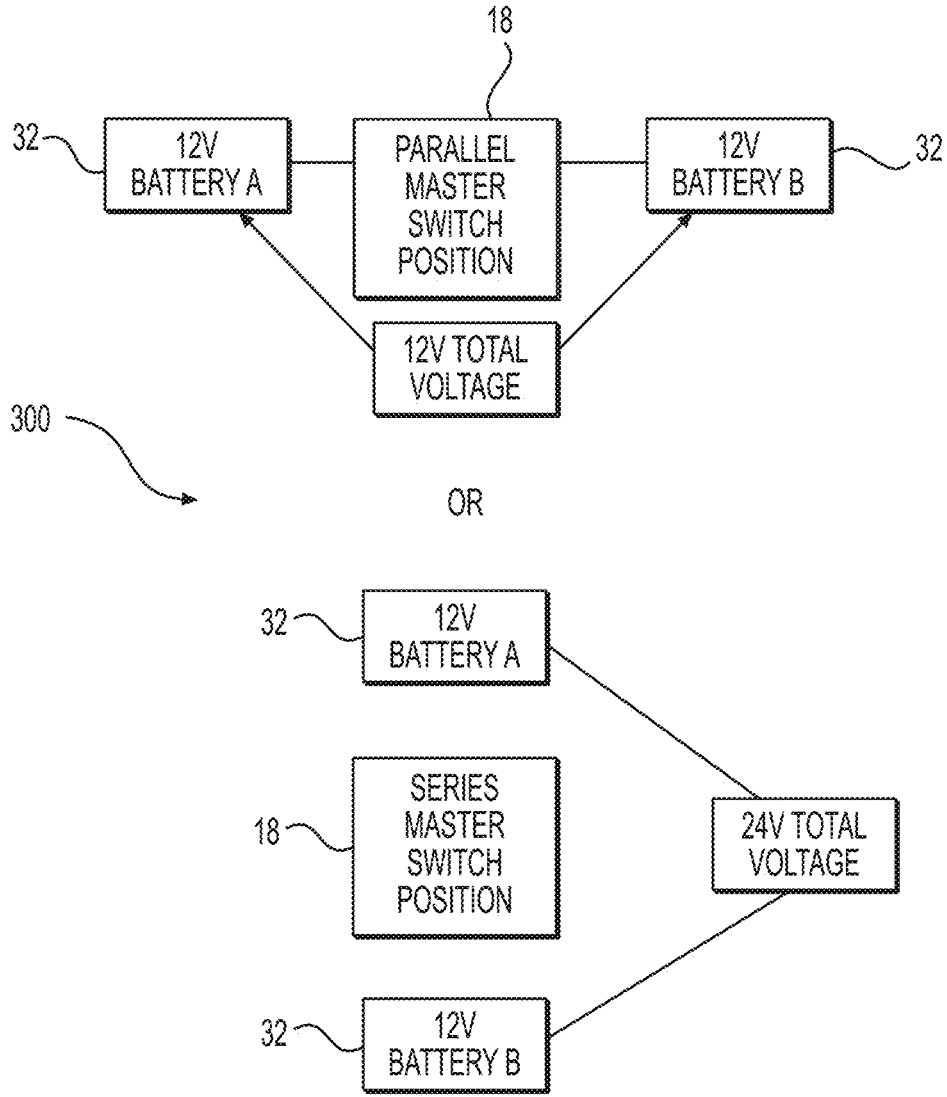 18
32
12V
BATTERY A
PARALLEL
MASTER
SWITCH
POSITION
12V
BATTERY B
32
12V TOTAL
VOLTAGE
300
OR
32
12V
BATTERY A
18
SERIES
MASTER
SWITCH
POSITION
24V TOTAL
VOLTAGE
32
12V
BATTERY B